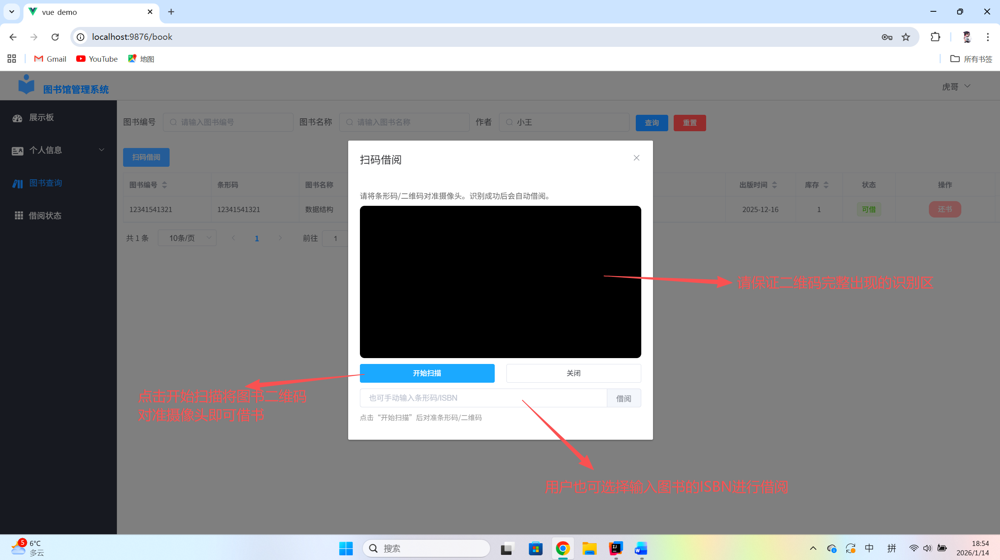 vue demo
localhost:9876/book
Gmail
YouTube
地图
所有书签
图书馆管理系统
虎哥
展示板
个人信息
图书查询
借阅状态
图书编号 请输入图书编号 图书名称 请输入图书名称 作者 小王 查询 重置
扫码借阅
图书编号 条形码 图书名称 出版时间 库存 状态 操作
12341541321 12341541321 数据结构 2025-12-16 1 可借 还书
共 1 条 10条/页 1 前往 1
扫码借阅
请将条形码/二维码对准摄像头。识别成功后会自动借阅。
请保证二维码完整出现的识别区
开始扫描 关闭
点击开始扫描将图书二维码
对准摄像头即可借书
也可手动输入条形码/ISBN 借阅
点击“开始扫描”后对准条形码/二维码
用户也可选择输入图书的ISBN进行借阅
5
6°C
多云
搜索
中
拼
18:54
2026/1/14